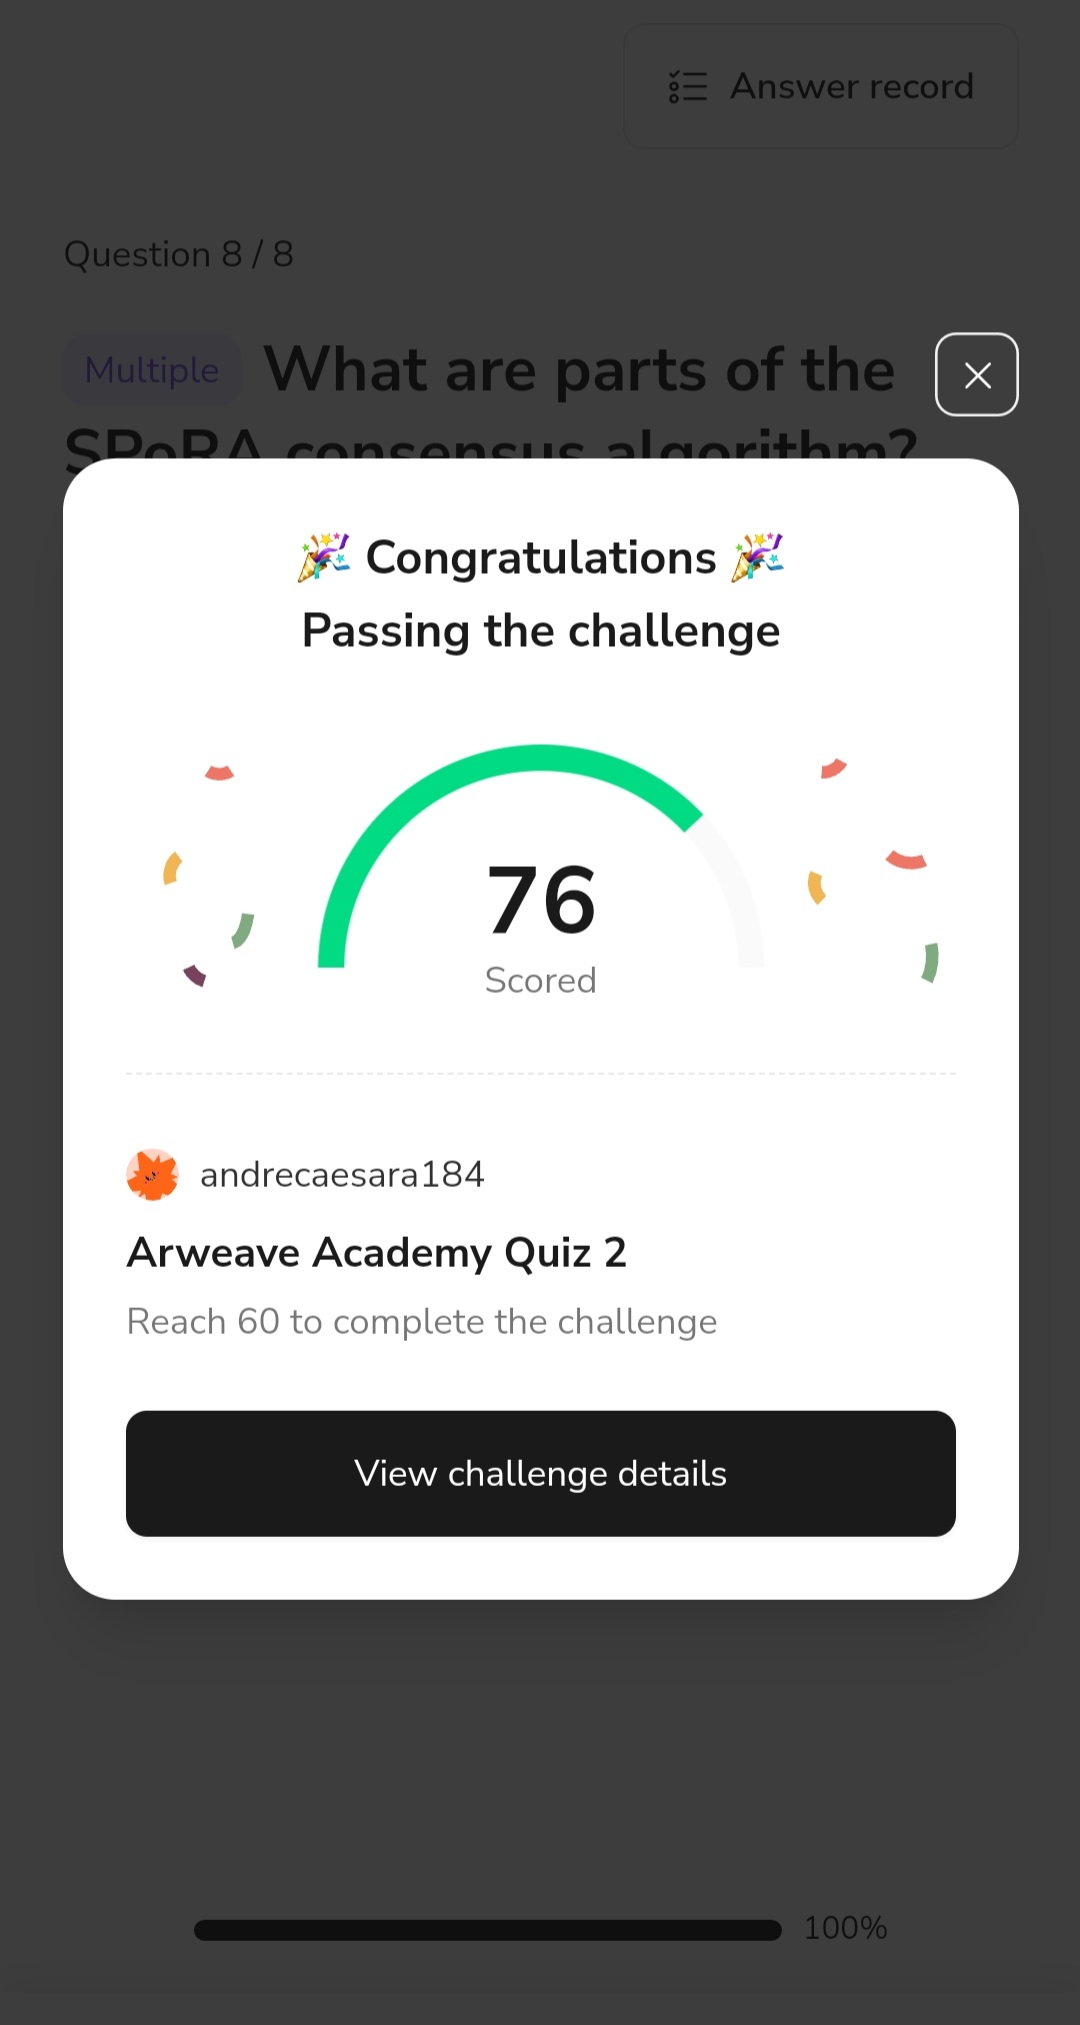 Answer record
Question 8 / 8
Multiple What are parts of the
SPoRA consensus algorithm?
🎉 Congratulations 🎉
Passing the challenge
76
Scored
andrecaesara184
Arweave Academy Quiz 2
Reach 60 to complete the challenge
View challenge details
100%